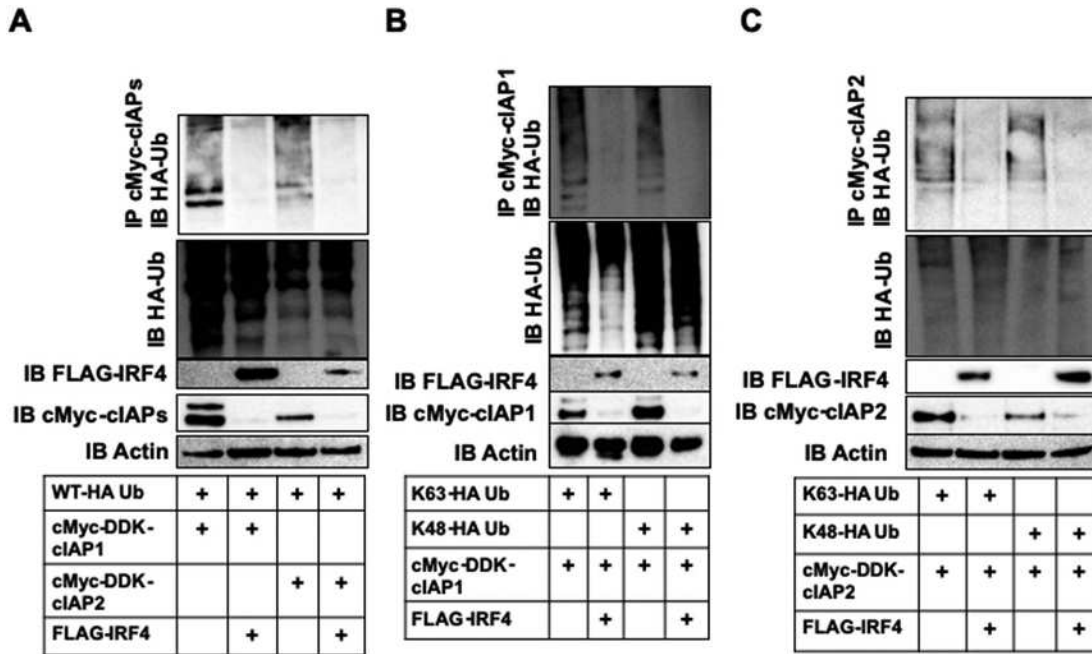 A
IP cMyc-cIAPs
IB HA-Ub
IB HA-Ub
IB FLAG-IRF4
IB cMyc-cIAPs
IB Actin
WT-HA Ub + + + +
cMyc-DDK-
cIAP1 + +
cMyc-DDK-
cIAP2 + +
FLAG-IRF4 + +
B
IP cMyc-cIAP1
IB HA-Ub
IB HA-Ub
IB FLAG-IRF4
IB cMyc-cIAP1
IB Actin
K63-HA Ub + +
K48-HA Ub + +
cMyc-DDK-
cIAP1 + + + +
FLAG-IRF4 + +
C
IP cMyc-cIAP2
IB HA-Ub
IB HA-Ub
IB FLAG-IRF4
IB cMyc-cIAP2
IB Actin
K63-HA Ub + +
K48-HA Ub + +
cMyc-DDK-
cIAP2 + + + +
FLAG-IRF4 + +